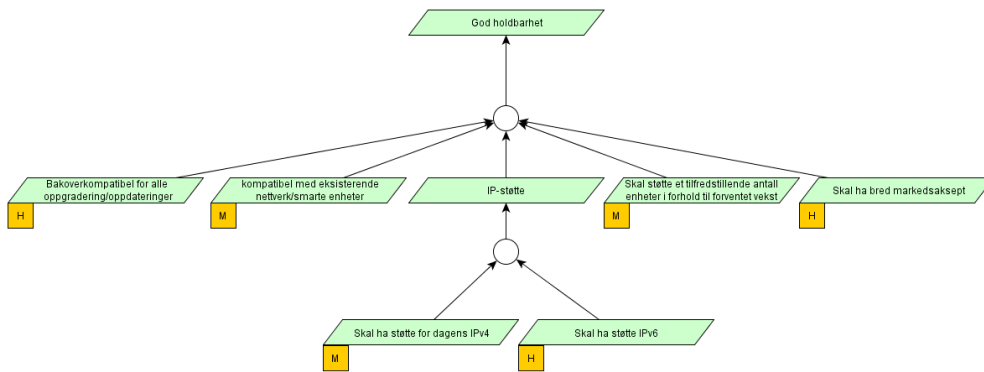 God holdbarhet
Bakoverkompatibel for alle
oppgradering/oppdateringer
H
kompatibel med eksisterende
nettverk/smarte enheter
M
IP-støtte
Skal støtte et tilfredstillende antall
enheter i forhold til forventet vekst
M
Skal ha bred markedsaksept
H
Skal ha støtte for dagens IPv4
M
Skal ha støtte IPv6
H